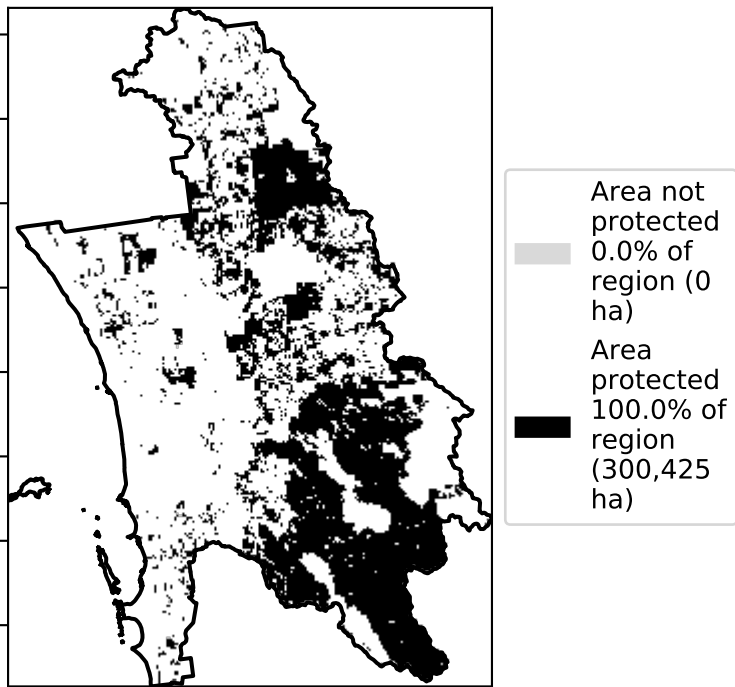 Area not
protected
0.0% of
region (0
ha)
Area
protected
100.0% of
region
(300,425
ha)